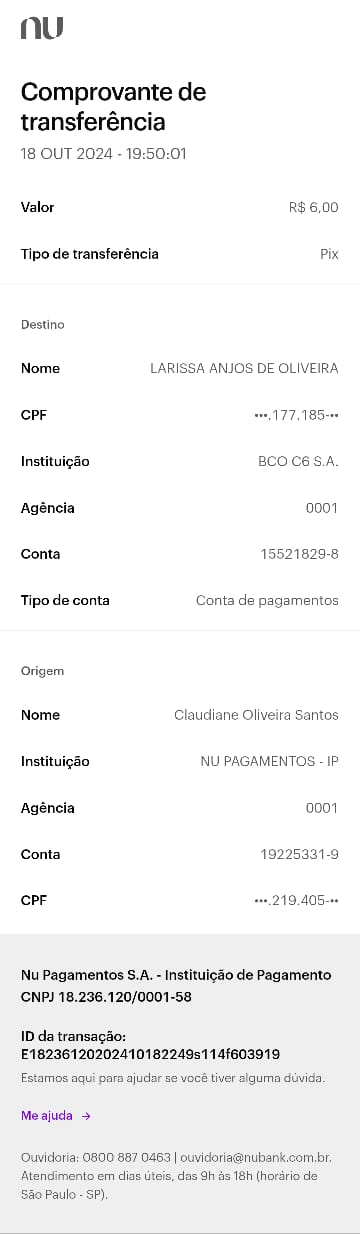 nu
Comprovante de
transferência
18 OUT 2024 - 19:50:01
Valor R$ 6,00
Tipo de transferência Pix
Destino
Nome LARISSA ANJOS DE OLIVEIRA
CPF •••.177.185-••
Instituição BCO C6 S.A.
Agência 0001
Conta 15521829-8
Tipo de conta Conta de pagamentos
Origem
Nome Claudiane Oliveira Santos
Instituição NU PAGAMENTOS - IP
Agência 0001
Conta 19225331-9
CPF •••.219.405-••
Nu Pagamentos S.A. - Instituição de Pagamento
CNPJ 18.236.120/0001-58
ID da transação:
E18236120202410182249s114f603919
Estamos aqui para ajudar se você tiver alguma dúvida.
Me ajuda →
Ouvidoria: 0800 887 0463 | ouvidoria@nubank.com.br.
Atendimento em dias úteis, das 9h às 18h (horário de
São Paulo - SP).